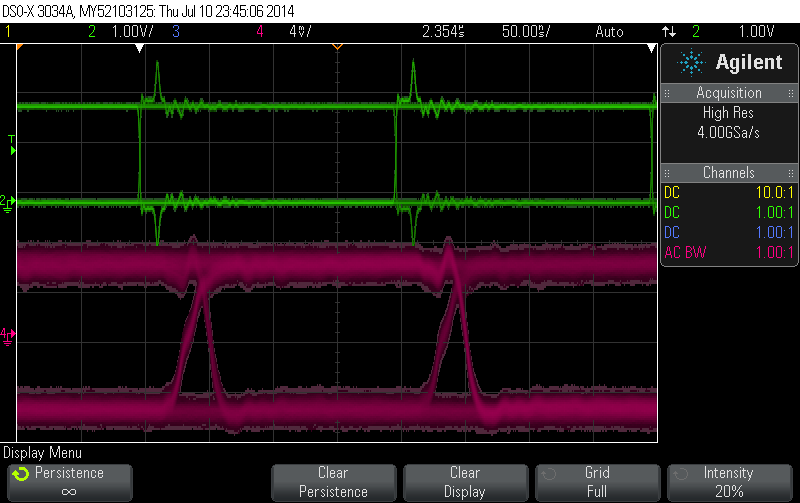 DSO-X 3034A, MY52103125: Thu Jul 10 23:45:06 2014
1 2 1.00V/ 3 4 4mV/ 2.354s 50.00s/ Auto 2 1.00V
Agilent
Acquisition
High Res
4.00GSa/s
Channels
DC 10.0:1
DC 1.00:1
DC 1.00:1
AC BW 1.00:1
T
2
4
Display Menu
Persistence
∞
Clear
Persistence
Clear
Display
Grid
Full
Intensity
20%